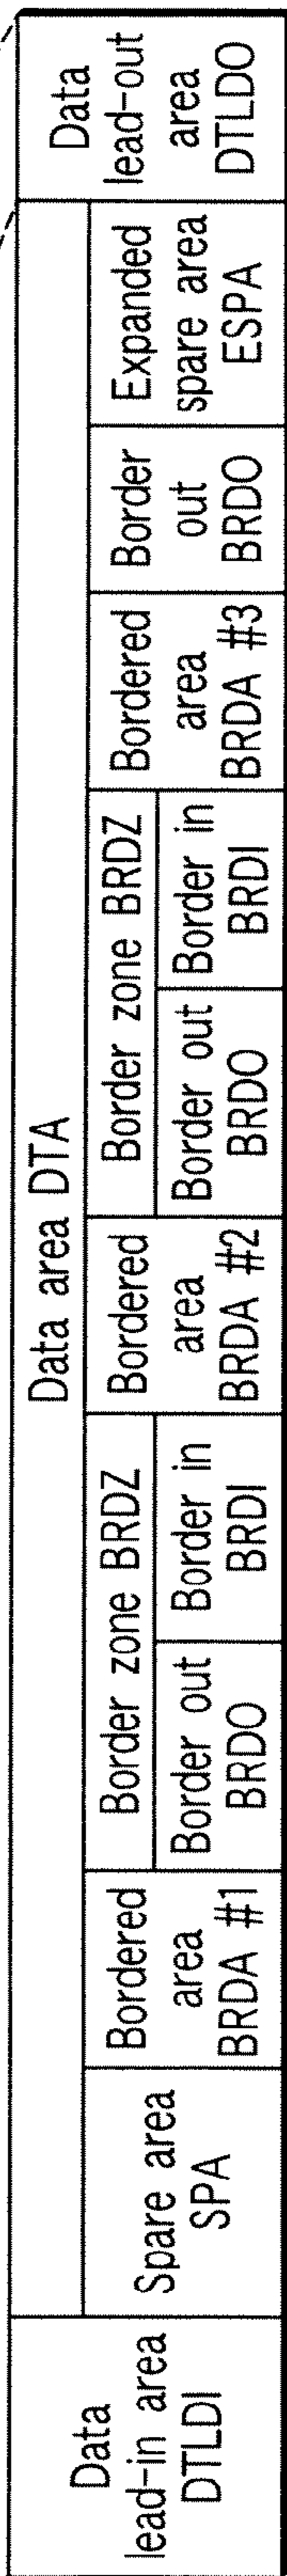 Data
lead-in area
DTLDI
Data area DTA
Spare area
SPA
Bordered
area
BRDA #1
Border zone BRDZ
Border out
BRDO
Border in
BRDI
Bordered
area
BRDA #2
Border zone BRDZ
Border out
BRDO
Border in
BRDI
Bordered
area
BRDA #3
Border
out
BRDO
Expanded
spare area
ESPA
Data
lead-out
area
DTLDO